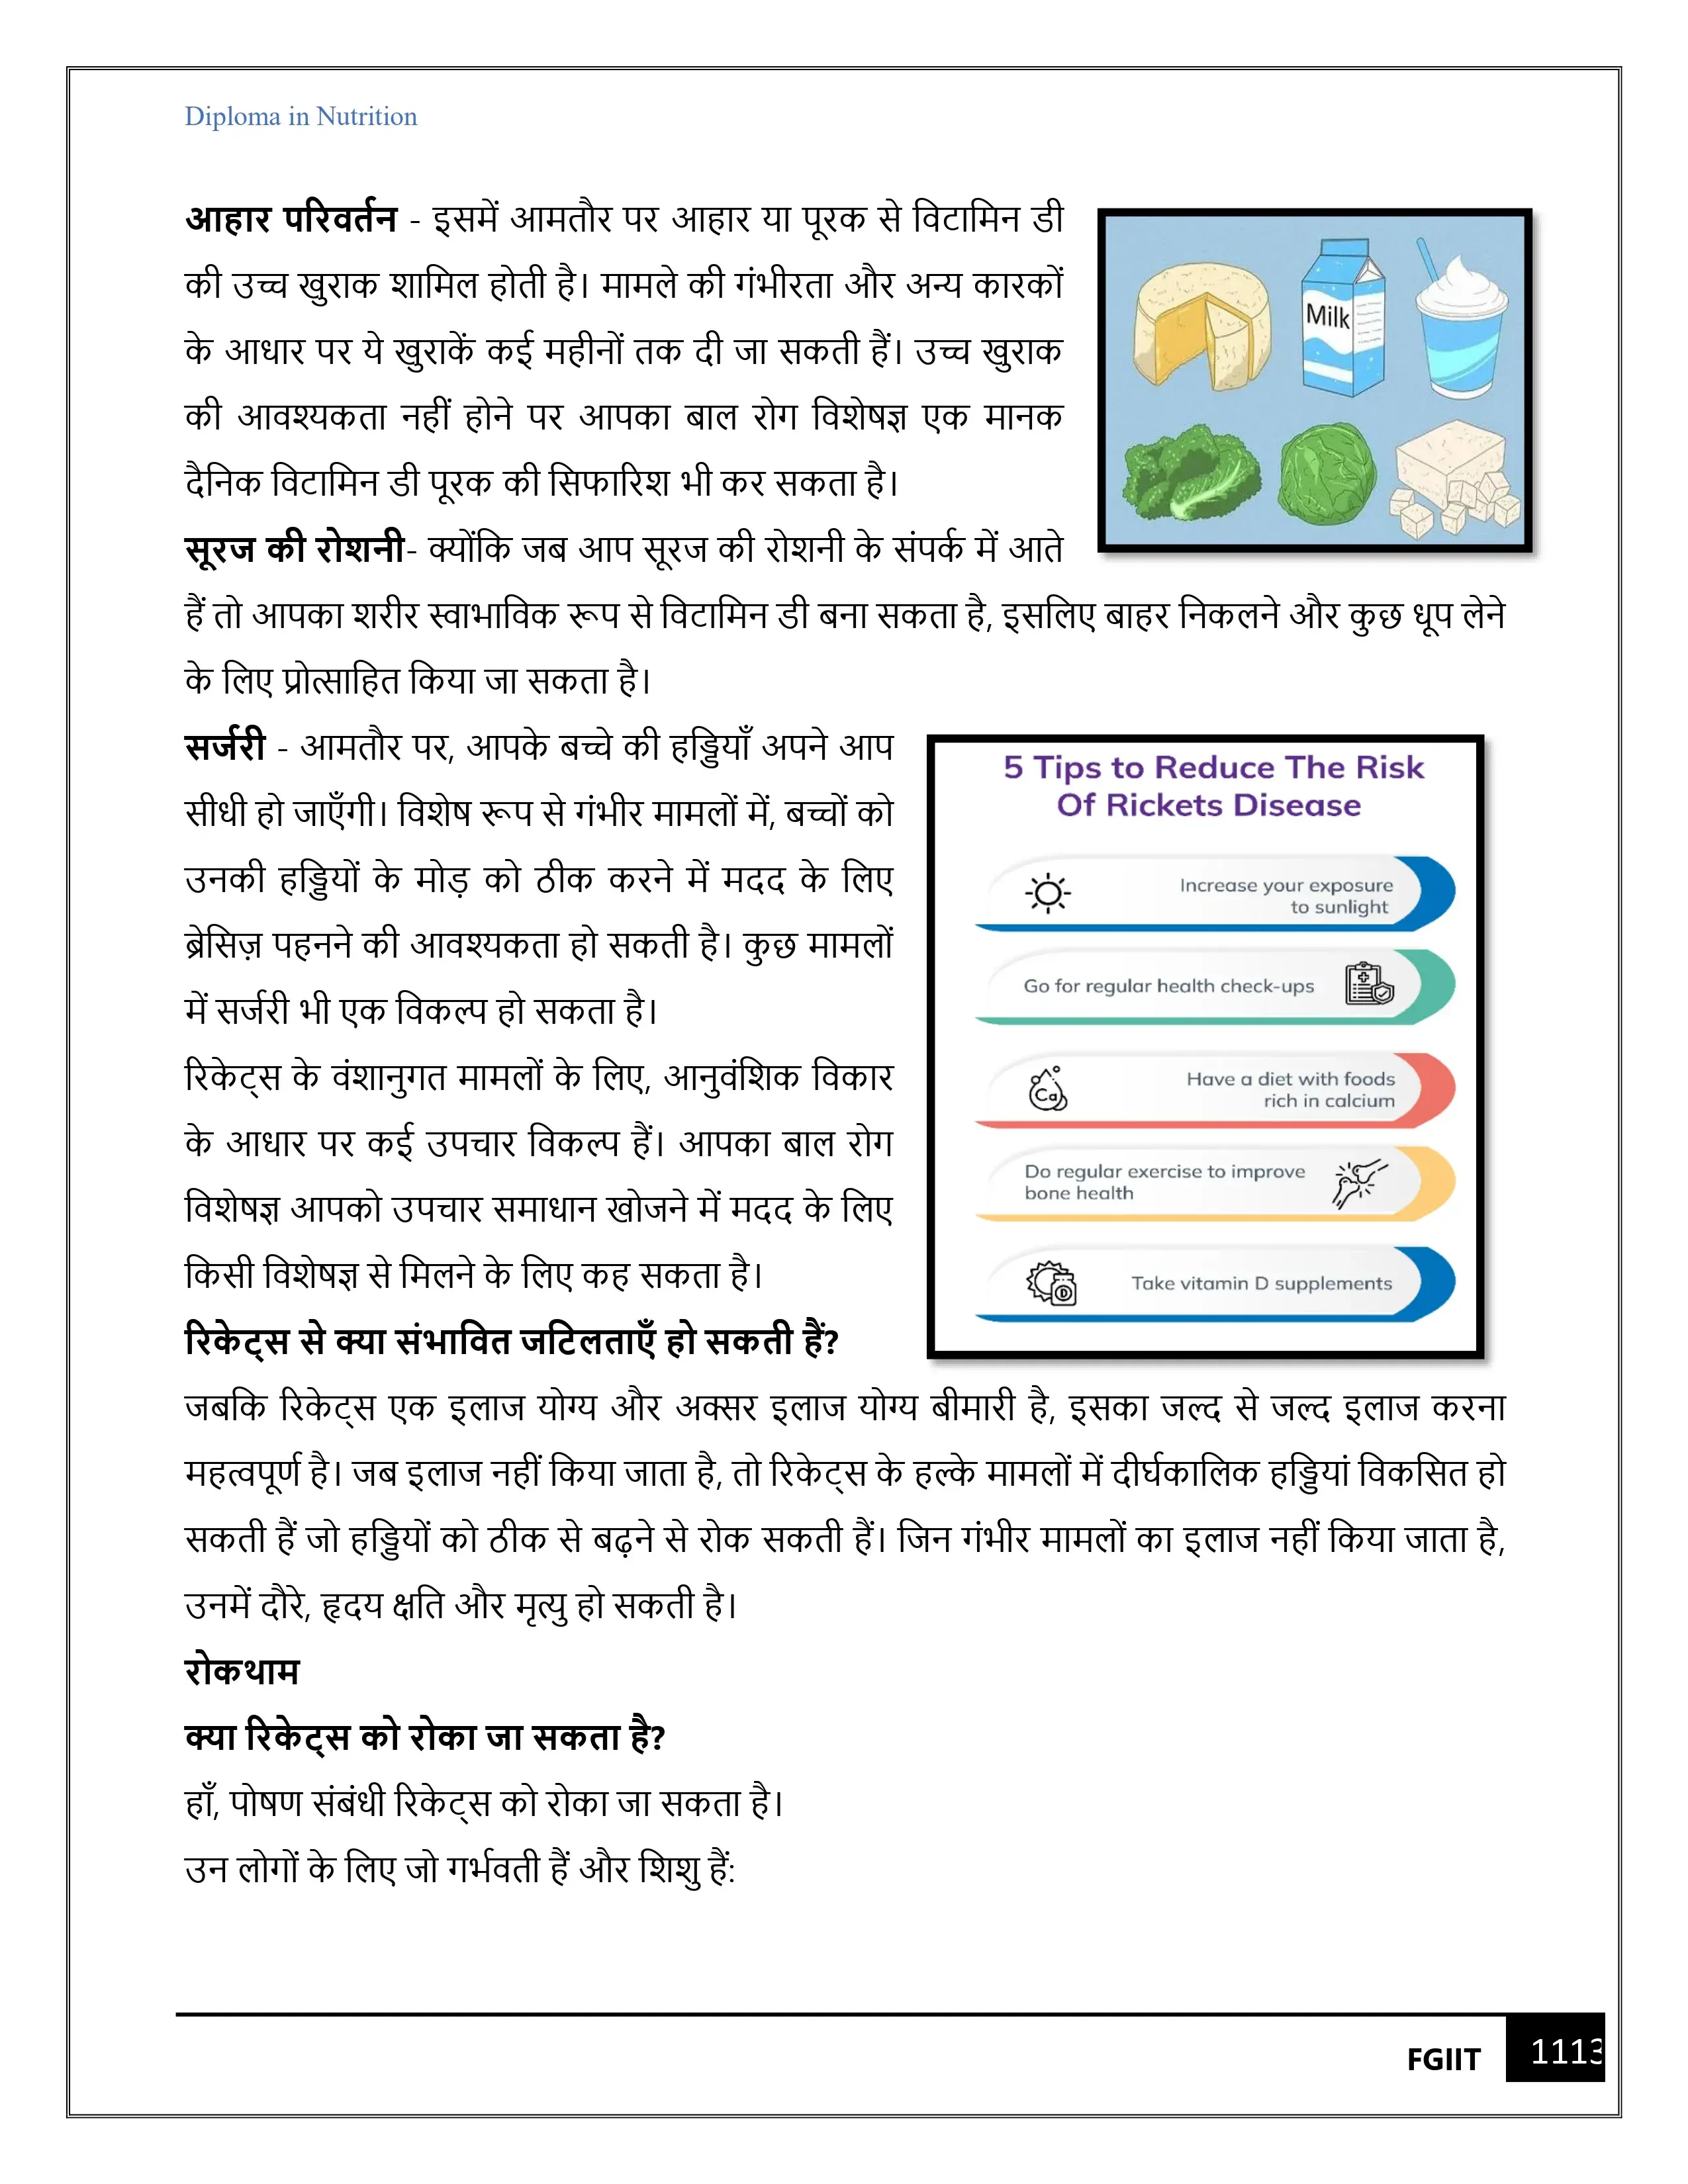 Diploma in Nutrition
आहार परिवर्तन - इसमें आमतौर पर आहार या पूरक से विटामिन डी
की उच्च खुराक शामिल होती है। मामले की गंभीरता और अन्य कारकों
के आधार पर ये खुराकें कई महीनों तक दी जा सकती हैं। उच्च खुराक
की आवश्यकता नहीं होने पर आपका बाल रोग विशेषज्ञ एक मानक
दैनिक विटामिन डी पूरक की सिफारिश भी कर सकता है।
Milk
सूरज की रोशनी- क्योंकि जब आप सूरज की रोशनी के संपर्क में आते
हैं तो आपका शरीर स्वाभाविक रूप से विटामिन डी बना सकता है, इसलिए बाहर निकलने और कुछ धूप लेने
के लिए प्रोत्साहित किया जा सकता है।
सर्जरी - आमतौर पर, आपके बच्चे की हड्डियाँ अपने आप
सीधी हो जाएँगी। विशेष रूप से गंभीर मामलों में, बच्चों को
उनकी हड्डियों के मोड़ को ठीक करने में मदद के लिए
ब्रेसिज़ पहनने की आवश्यकता हो सकती है। कुछ मामलों
में सर्जरी भी एक विकल्प हो सकता है।
रिकेट्स के वंशानुगत मामलों के लिए, आनुवंशिक विकार
के आधार पर कई उपचार विकल्प हैं। आपका बाल रोग
विशेषज्ञ आपको उपचार समाधान खोजने में मदद के लिए
किसी विशेषज्ञ से मिलने के लिए कह सकता है।
5 Tips to Reduce The Risk
Of Rickets Disease
Increase your exposure
to sunlight
Go for regular health check-ups
Ca
Have a diet with foods
rich in calcium
Do regular exercise to improve
bone health
D
Take vitamin D supplements
रिकेट्स से क्या संभावित जटिलताएँ हो सकती हैं?
जबकि रिकेट्स एक इलाज योग्य और अक्सर इलाज योग्य बीमारी है, इसका जल्द से जल्द इलाज करना
महत्वपूर्ण है। जब इलाज नहीं किया जाता है, तो रिकेट्स के हल्के मामलों में दीर्घकालिक हड्डियां विकसित हो
सकती हैं जो हड्डियों को ठीक से बढ़ने से रोक सकती हैं। जिन गंभीर मामलों का इलाज नहीं किया जाता है,
उनमें दौरे, हृदय क्षति और मृत्यु हो सकती है।
रोकथाम
क्या रिकेट्स को रोका जा सकता है?
हाँ, पोषण संबंधी रिकेट्स को रोका जा सकता है।
उन लोगों के लिए जो गर्भवती हैं और शिशु हैं:
FGIIT
1113